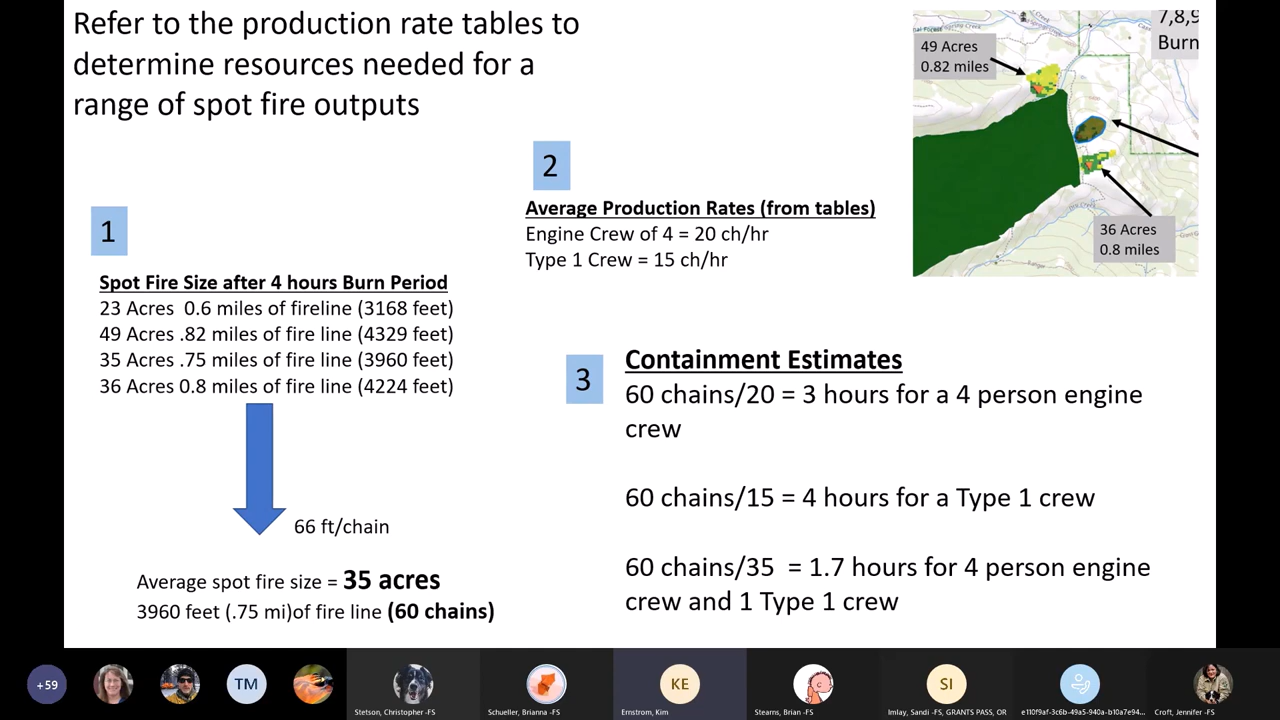 Refer to the production rate tables to
determine resources needed for a
range of spot fire outputs
1
Spot Fire Size after 4 hours Burn Period
23 Acres 0.6 miles of fireline (3168 feet)
49 Acres .82 miles of fire line (4329 feet)
35 Acres .75 miles of fire line (3960 feet)
36 Acres 0.8 miles of fire line (4224 feet)
66 ft/chain
Average spot fire size = 35 acres
3960 feet (.75 mi)of fire line (60 chains)
2
Average Production Rates (from tables)
Engine Crew of 4 = 20 ch/hr
Type 1 Crew = 15 ch/hr
3
Containment Estimates
60 chains/20 = 3 hours for a 4 person engine
crew
60 chains/15 = 4 hours for a Type 1 crew
60 chains/35 = 1.7 hours for 4 person engine
crew and 1 Type 1 crew
49 Acres
0.82 miles
7,8,9
Burn
36 Acres
0.8 miles
+59
TM
KE
SI
Stetson, Christopher -FS
Schueller, Brianna -FS
Ernstrom, Kim
Stearns, Brian -FS
Imlay, Sandi -FS, GRANTS PASS, OR
e110f9af-3c6b-49a5-940a-b10a7e94...
Croft, Jennifer -FS